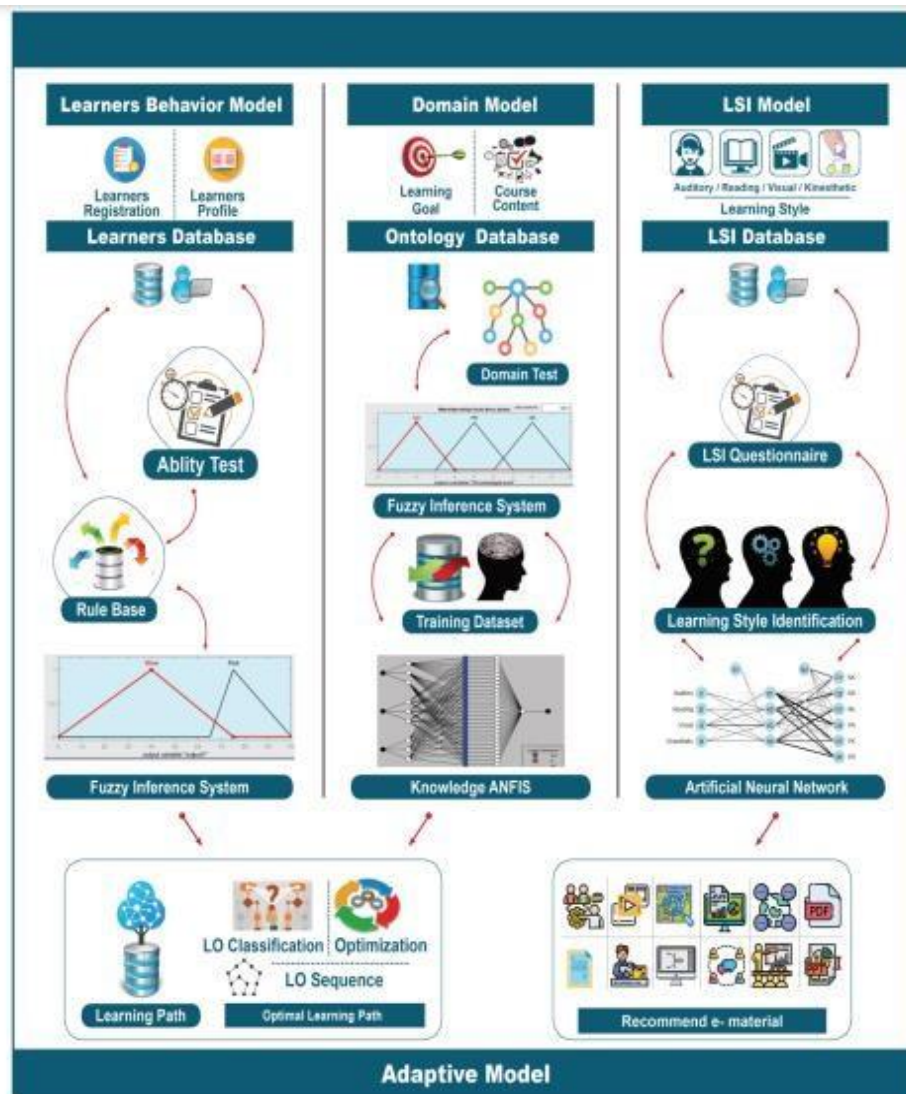 Learners Behavior Model
Learners
Registration
Learners
Profile
Learners Database
Ablity Test
Rule Base
Slow
Fast
Fuzzy Inference System
Domain Model
Learning
Goal
Course
Content
Ontology Database
Domain Test
Fuzzy Inference System
Training Dataset
Knowledge ANFIS
LSI Model
Auditory / Reading / Visual / Kinesthetic
Learning Style
LSI Database
LSI Questionnaire
Learning Style Identification
Artificial Neural Network
LO Classification
Optimization
LO Sequence
Learning Path
Optimal Learning Path
PDF
PPT
Recommend e- material
Adaptive Model